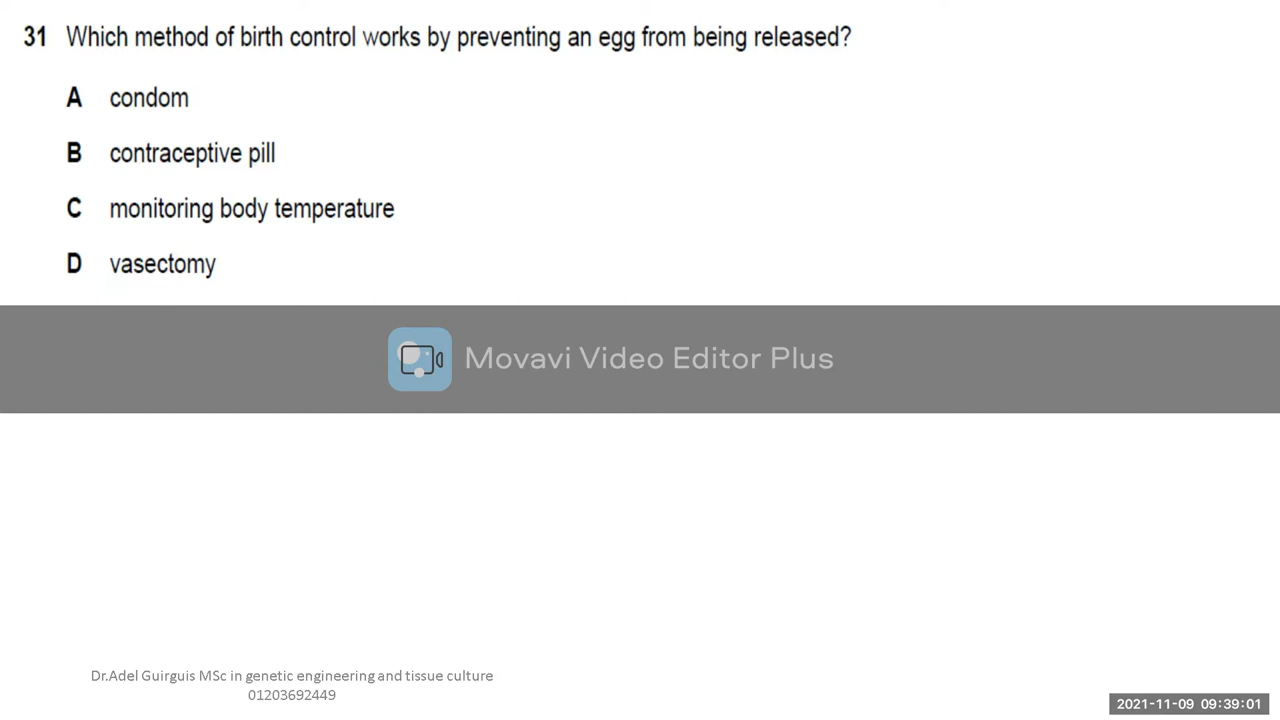 31 Which method of birth control works by preventing an egg from being released?
A condom
B contraceptive pill
C monitoring body temperature
D vasectomy
Movavi Video Editor Plus
Dr.Adel Guirguis MSc in genetic engineering and tissue culture
01203692449
2021-11-09 09:39:01